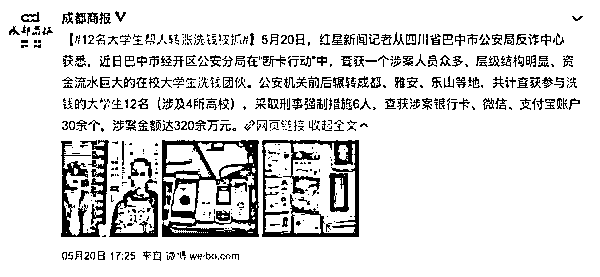 成都商报
【#12名大学生帮人转账洗钱被抓#】5月20日，红星新闻记者从四川省巴中市公安局反诈中心
获悉，近日巴中市经开区公安分局在“断卡行动”中，查获一个涉案人员众多、层级结构明显、资
金流水巨大的在校大学生洗钱团伙。公安机关前后辗转成都、雅安、乐山等地，共计查获参与洗
钱的大学生12名（涉及4所高校），采取刑事强制措施6人，查获涉案银行卡、微信、支付宝账户
30余个，涉案金额达320余万元。网页链接 收起全文
05月20日 17:25 来自 微博 weibo.com